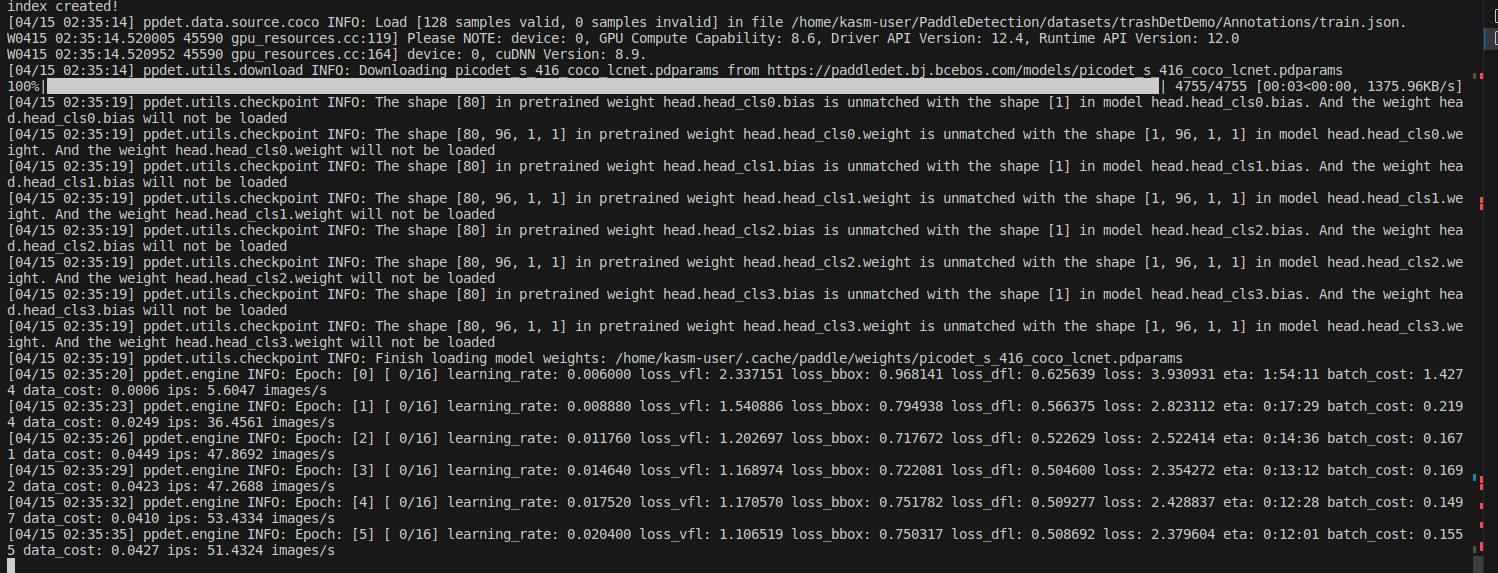 index created!
[04/15 02:35:14] ppdet.data.source.coco INFO: Load [128 samples valid, 0 samples invalid] in file /home/kasm-user/PaddleDetection/datasets/trashDetDemo/Annotations/train.json.
W0415 02:35:14.520005 45590 gpu_resources.cc:119] Please NOTE: device: 0, GPU Compute Capability: 8.6, Driver API Version: 12.4, Runtime API Version: 12.0
W0415 02:35:14.520952 45590 gpu_resources.cc:164] device: 0, cuDNN Version: 8.9.
[04/15 02:35:14] ppdet.utils.download INFO: Downloading picodet_s_416_coco_lcnet.pdparams from https://paddledet.bj.bcebos.com/models/picodet_s_416_coco_lcnet.pdparams
100%| | 4755/4755 [00:03<00:00, 1375.96KB/s]
[04/15 02:35:19] ppdet.utils.checkpoint INFO: The shape [80] in pretrained weight head.head_cls0.bias is unmatched with the shape [1] in model head.head_cls0.bias. And the weight hea
d.head_cls0.bias will not be loaded
[04/15 02:35:19] ppdet.utils.checkpoint INFO: The shape [80, 96, 1, 1] in pretrained weight head.head_cls0.weight is unmatched with the shape [1, 96, 1, 1] in model head.head_cls0.we
ight. And the weight head.head_cls0.weight will not be loaded
[04/15 02:35:19] ppdet.utils.checkpoint INFO: The shape [80] in pretrained weight head.head_cls1.bias is unmatched with the shape [1] in model head.head_cls1.bias. And the weight hea
d.head_cls1.bias will not be loaded
[04/15 02:35:19] ppdet.utils.checkpoint INFO: The shape [80, 96, 1, 1] in pretrained weight head.head_cls1.weight is unmatched with the shape [1, 96, 1, 1] in model head.head_cls1.we
ight. And the weight head.head_cls1.weight will not be loaded
[04/15 02:35:19] ppdet.utils.checkpoint INFO: The shape [80] in pretrained weight head.head_cls2.bias is unmatched with the shape [1] in model head.head_cls2.bias. And the weight hea
d.head_cls2.bias will not be loaded
[04/15 02:35:19] ppdet.utils.checkpoint INFO: The shape [80, 96, 1, 1] in pretrained weight head.head_cls2.weight is unmatched with the shape [1, 96, 1, 1] in model head.head_cls2.we
ight. And the weight head.head_cls2.weight will not be loaded
[04/15 02:35:19] ppdet.utils.checkpoint INFO: The shape [80] in pretrained weight head.head_cls3.bias is unmatched with the shape [1] in model head.head_cls3.bias. And the weight hea
d.head_cls3.bias will not be loaded
[04/15 02:35:19] ppdet.utils.checkpoint INFO: The shape [80, 96, 1, 1] in pretrained weight head.head_cls3.weight is unmatched with the shape [1, 96, 1, 1] in model head.head_cls3.we
ight. And the weight head.head_cls3.weight will not be loaded
[04/15 02:35:19] ppdet.utils.checkpoint INFO: Finish loading model weights: /home/kasm-user/.cache/paddle/weights/picodet_s_416_coco_lcnet.pdparams
[04/15 02:35:20] ppdet.engine INFO: Epoch: [0] [ 0/16] learning_rate: 0.006000 loss_vfl: 2.337151 loss_bbox: 0.968141 loss_dfl: 0.625639 loss: 3.930931 eta: 1:54:11 batch_cost: 1.427
4 data_cost: 0.0006 ips: 5.6047 images/s
[04/15 02:35:23] ppdet.engine INFO: Epoch: [1] [ 0/16] learning_rate: 0.008880 loss_vfl: 1.540886 loss_bbox: 0.794938 loss_dfl: 0.566375 loss: 2.823112 eta: 0:17:29 batch_cost: 0.219
4 data_cost: 0.0249 ips: 36.4561 images/s
[04/15 02:35:26] ppdet.engine INFO: Epoch: [2] [ 0/16] learning_rate: 0.011760 loss_vfl: 1.202697 loss_bbox: 0.717672 loss_dfl: 0.522629 loss: 2.522414 eta: 0:14:36 batch_cost: 0.167
1 data_cost: 0.0449 ips: 47.8692 images/s
[04/15 02:35:29] ppdet.engine INFO: Epoch: [3] [ 0/16] learning_rate: 0.014640 loss_vfl: 1.168974 loss_bbox: 0.722081 loss_dfl: 0.504600 loss: 2.354272 eta: 0:13:12 batch_cost: 0.169
2 data_cost: 0.0423 ips: 47.2688 images/s
[04/15 02:35:32] ppdet.engine INFO: Epoch: [4] [ 0/16] learning_rate: 0.017520 loss_vfl: 1.170570 loss_bbox: 0.751782 loss_dfl: 0.509277 loss: 2.428837 eta: 0:12:28 batch_cost: 0.149
7 data_cost: 0.0410 ips: 53.4334 images/s
[04/15 02:35:35] ppdet.engine INFO: Epoch: [5] [ 0/16] learning_rate: 0.020400 loss_vfl: 1.106519 loss_bbox: 0.750317 loss_dfl: 0.508692 loss: 2.379604 eta: 0:12:01 batch_cost: 0.155
5 data_cost: 0.0427 ips: 51.4324 images/s